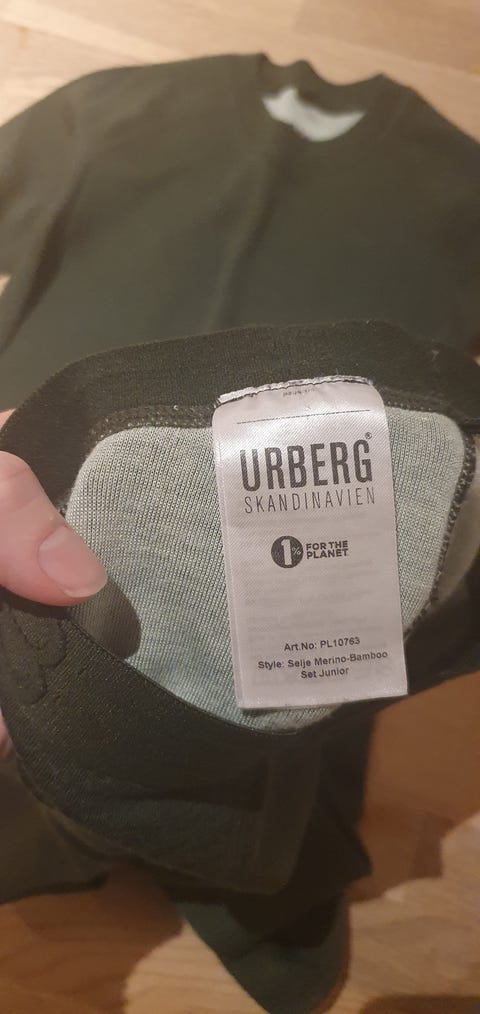 URBERG®
SKANDINAVIEN
1% FOR THE
PLANET
Art.No: PL10763
Style: Selje Merino-Bamboo
Set Junior